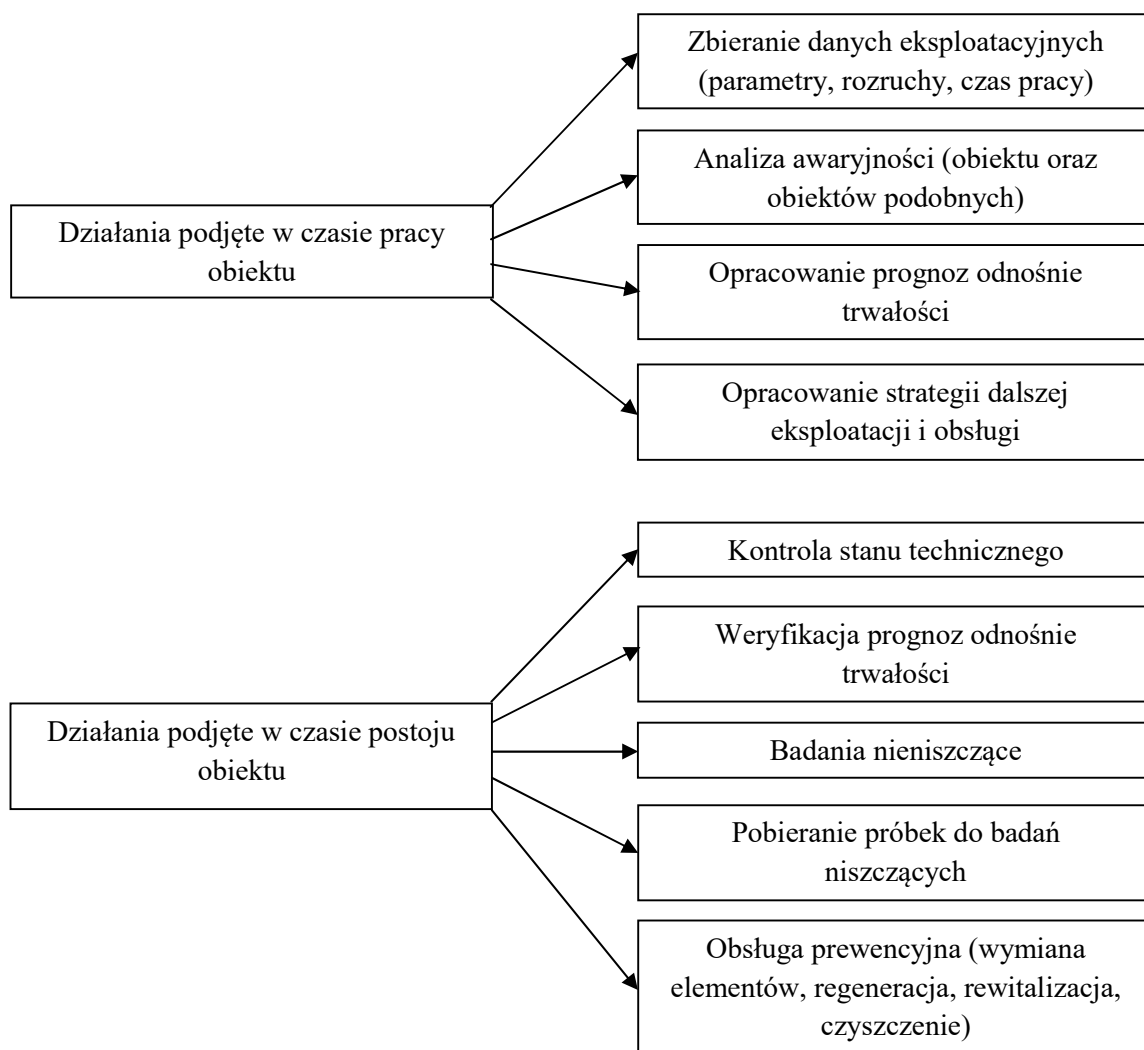 Zbieranie danych eksploatacyjnych
(parametry, rozruchy, czas pracy)
Analiza awaryjności (obiektu oraz
obiektów podobnych)
Działania podjęte w czasie pracy
obiektu
Opracowanie prognoz odnośnie
trwałości
Opracowanie strategii dalszej
eksploatacji i obsługi
Kontrola stanu technicznego
Weryfikacja prognoz odnośnie
trwałości
Działania podjęte w czasie postoju
obiektu
Badania nieniszczące
Pobieranie próbek do badań
niszczących
Obsługa prewencyjna (wymiana
elementów, regeneracja, rewitalizacja,
czyszczenie)